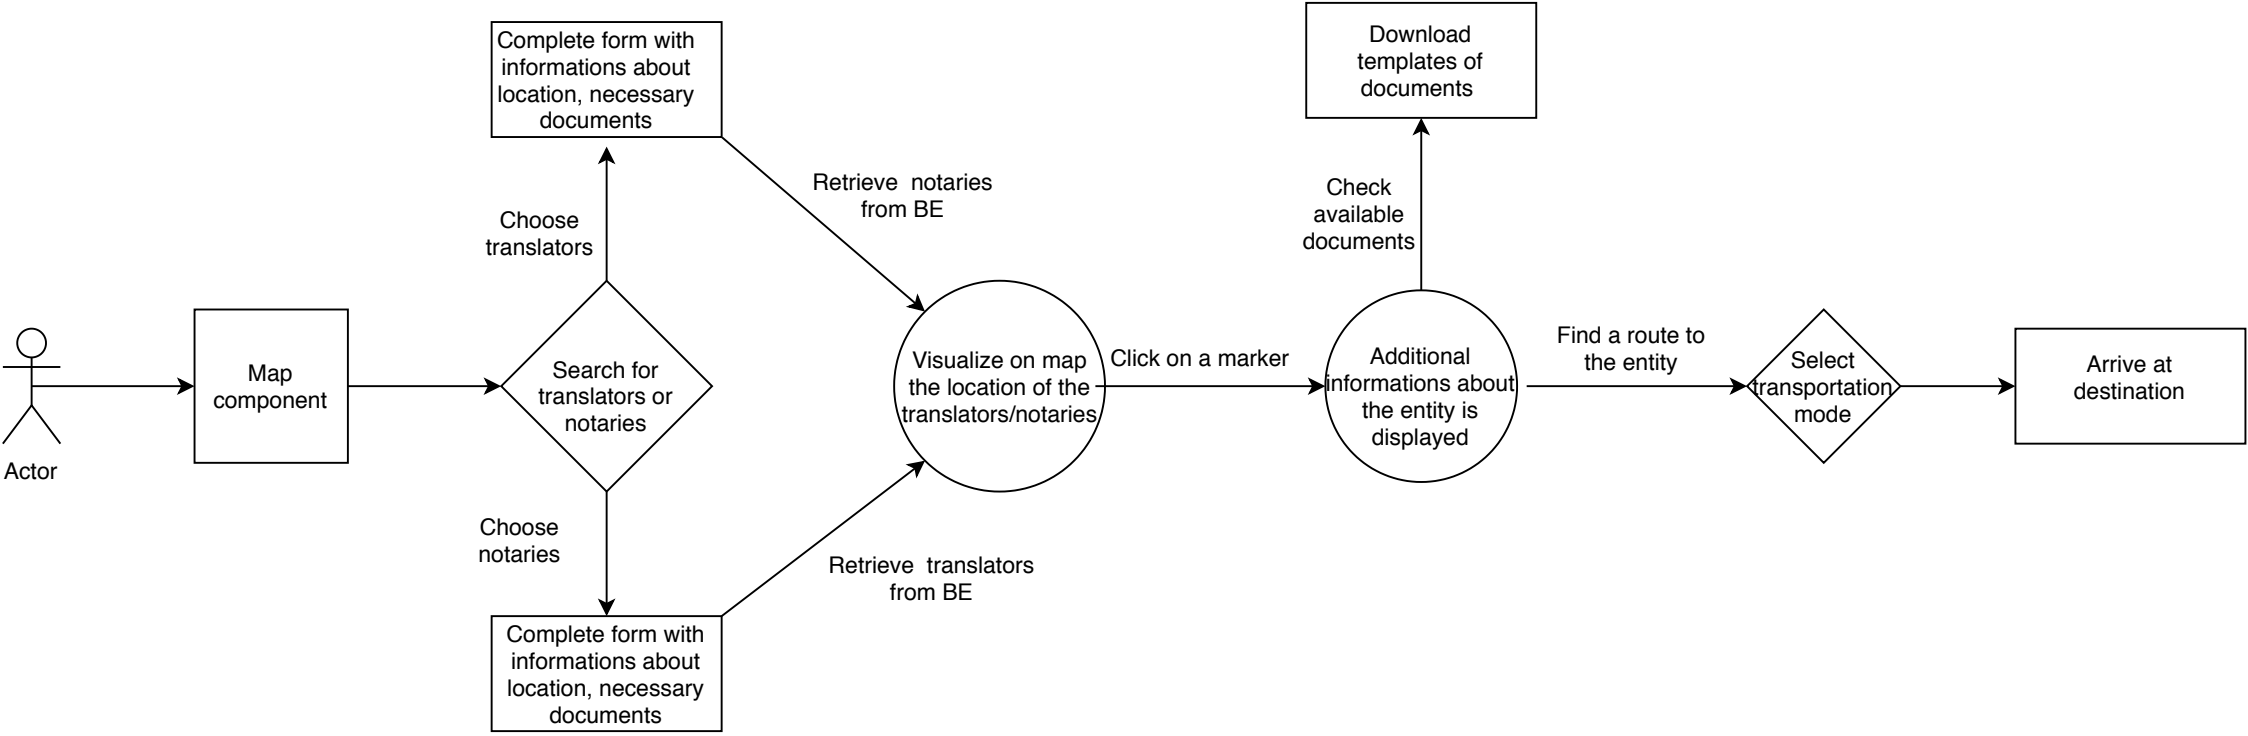 Complete form with
informations about
location, necessary
documents
Download
templates of
documents
Retrieve  notaries
from BE
Check
available
documents
Choose
translators
Actor
Map
component
Search for
translators or
notaries
Visualize on map
the location of the
translators/notaries
Click on a marker
Additional
informations about
the entity is
displayed
Find a route to
the entity
Select
transportation
mode
Arrive at
destination
Choose
notaries
Retrieve  translators
from BE
Complete form with
informations about
location, necessary
documents